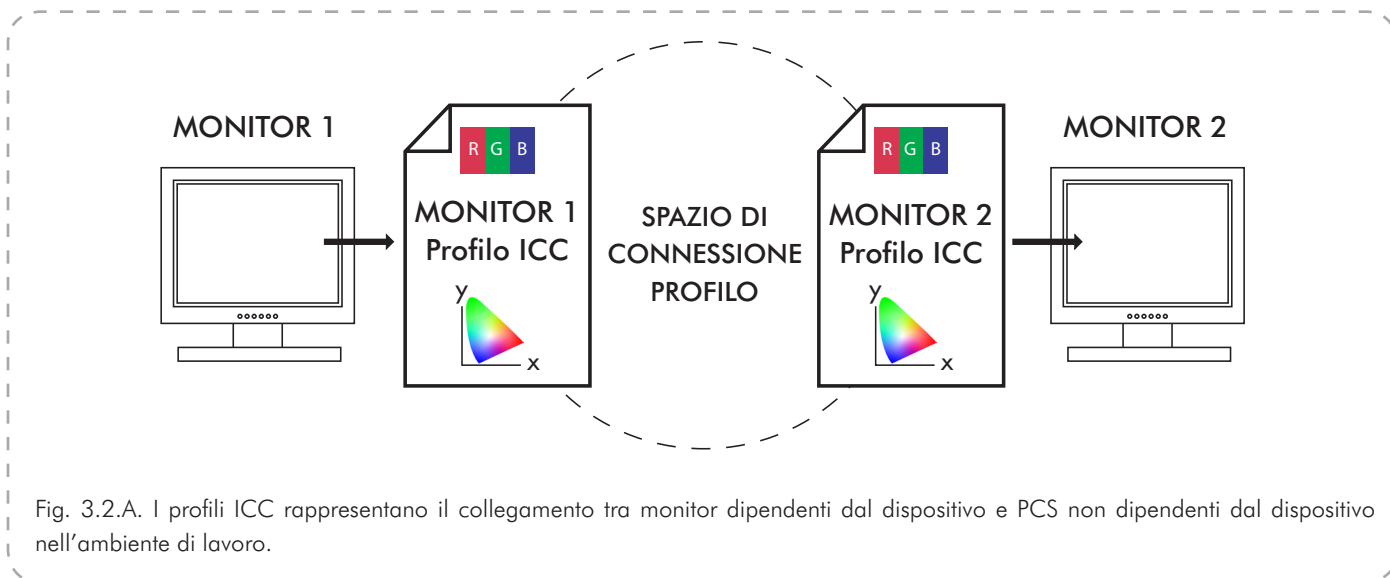 MONITOR 1
R G B
MONITOR 1
Profilo ICC
y
x
SPAZIO DI
CONNESSIONE
PROFILO
R G B
MONITOR 2
Profilo ICC
y
x
MONITOR 2
Fig. 3.2.A. I profili ICC rappresentano il collegamento tra monitor dipendenti dal dispositivo e PCS non dipendenti dal dispositivo
nell'ambiente di lavoro.